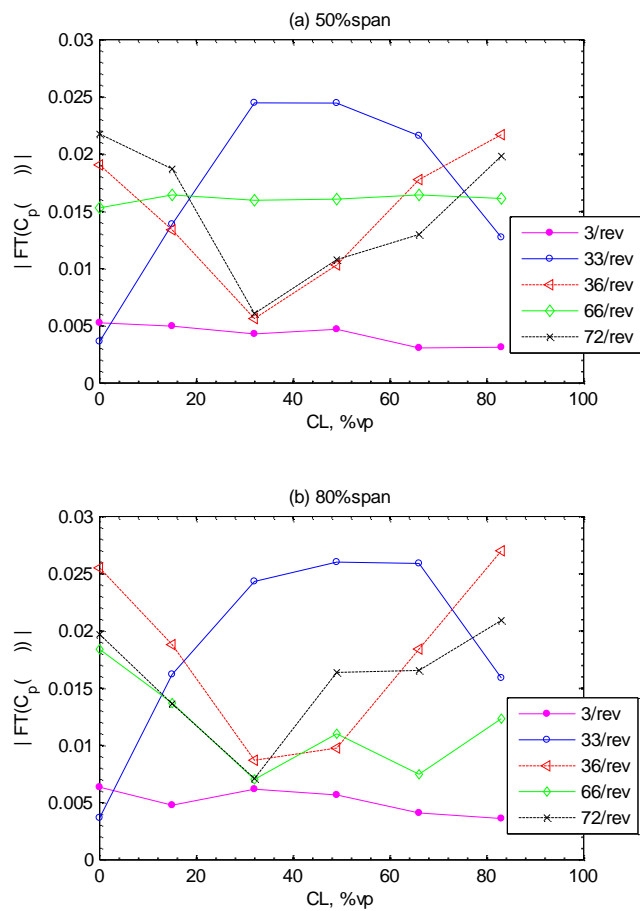 (a) 50%span
0.03
0.025
0.02
0.015
0.01
0.005
0
| FT(C_p( )) |
0 20 40 60 80 100
CL, %vp
3/rev
33/rev
36/rev
66/rev
72/rev
(b) 80%span
0.03
0.025
0.02
0.015
0.01
0.005
0
| FT(C_p( )) |
0 20 40 60 80 100
CL, %vp
3/rev
33/rev
36/rev
66/rev
72/rev